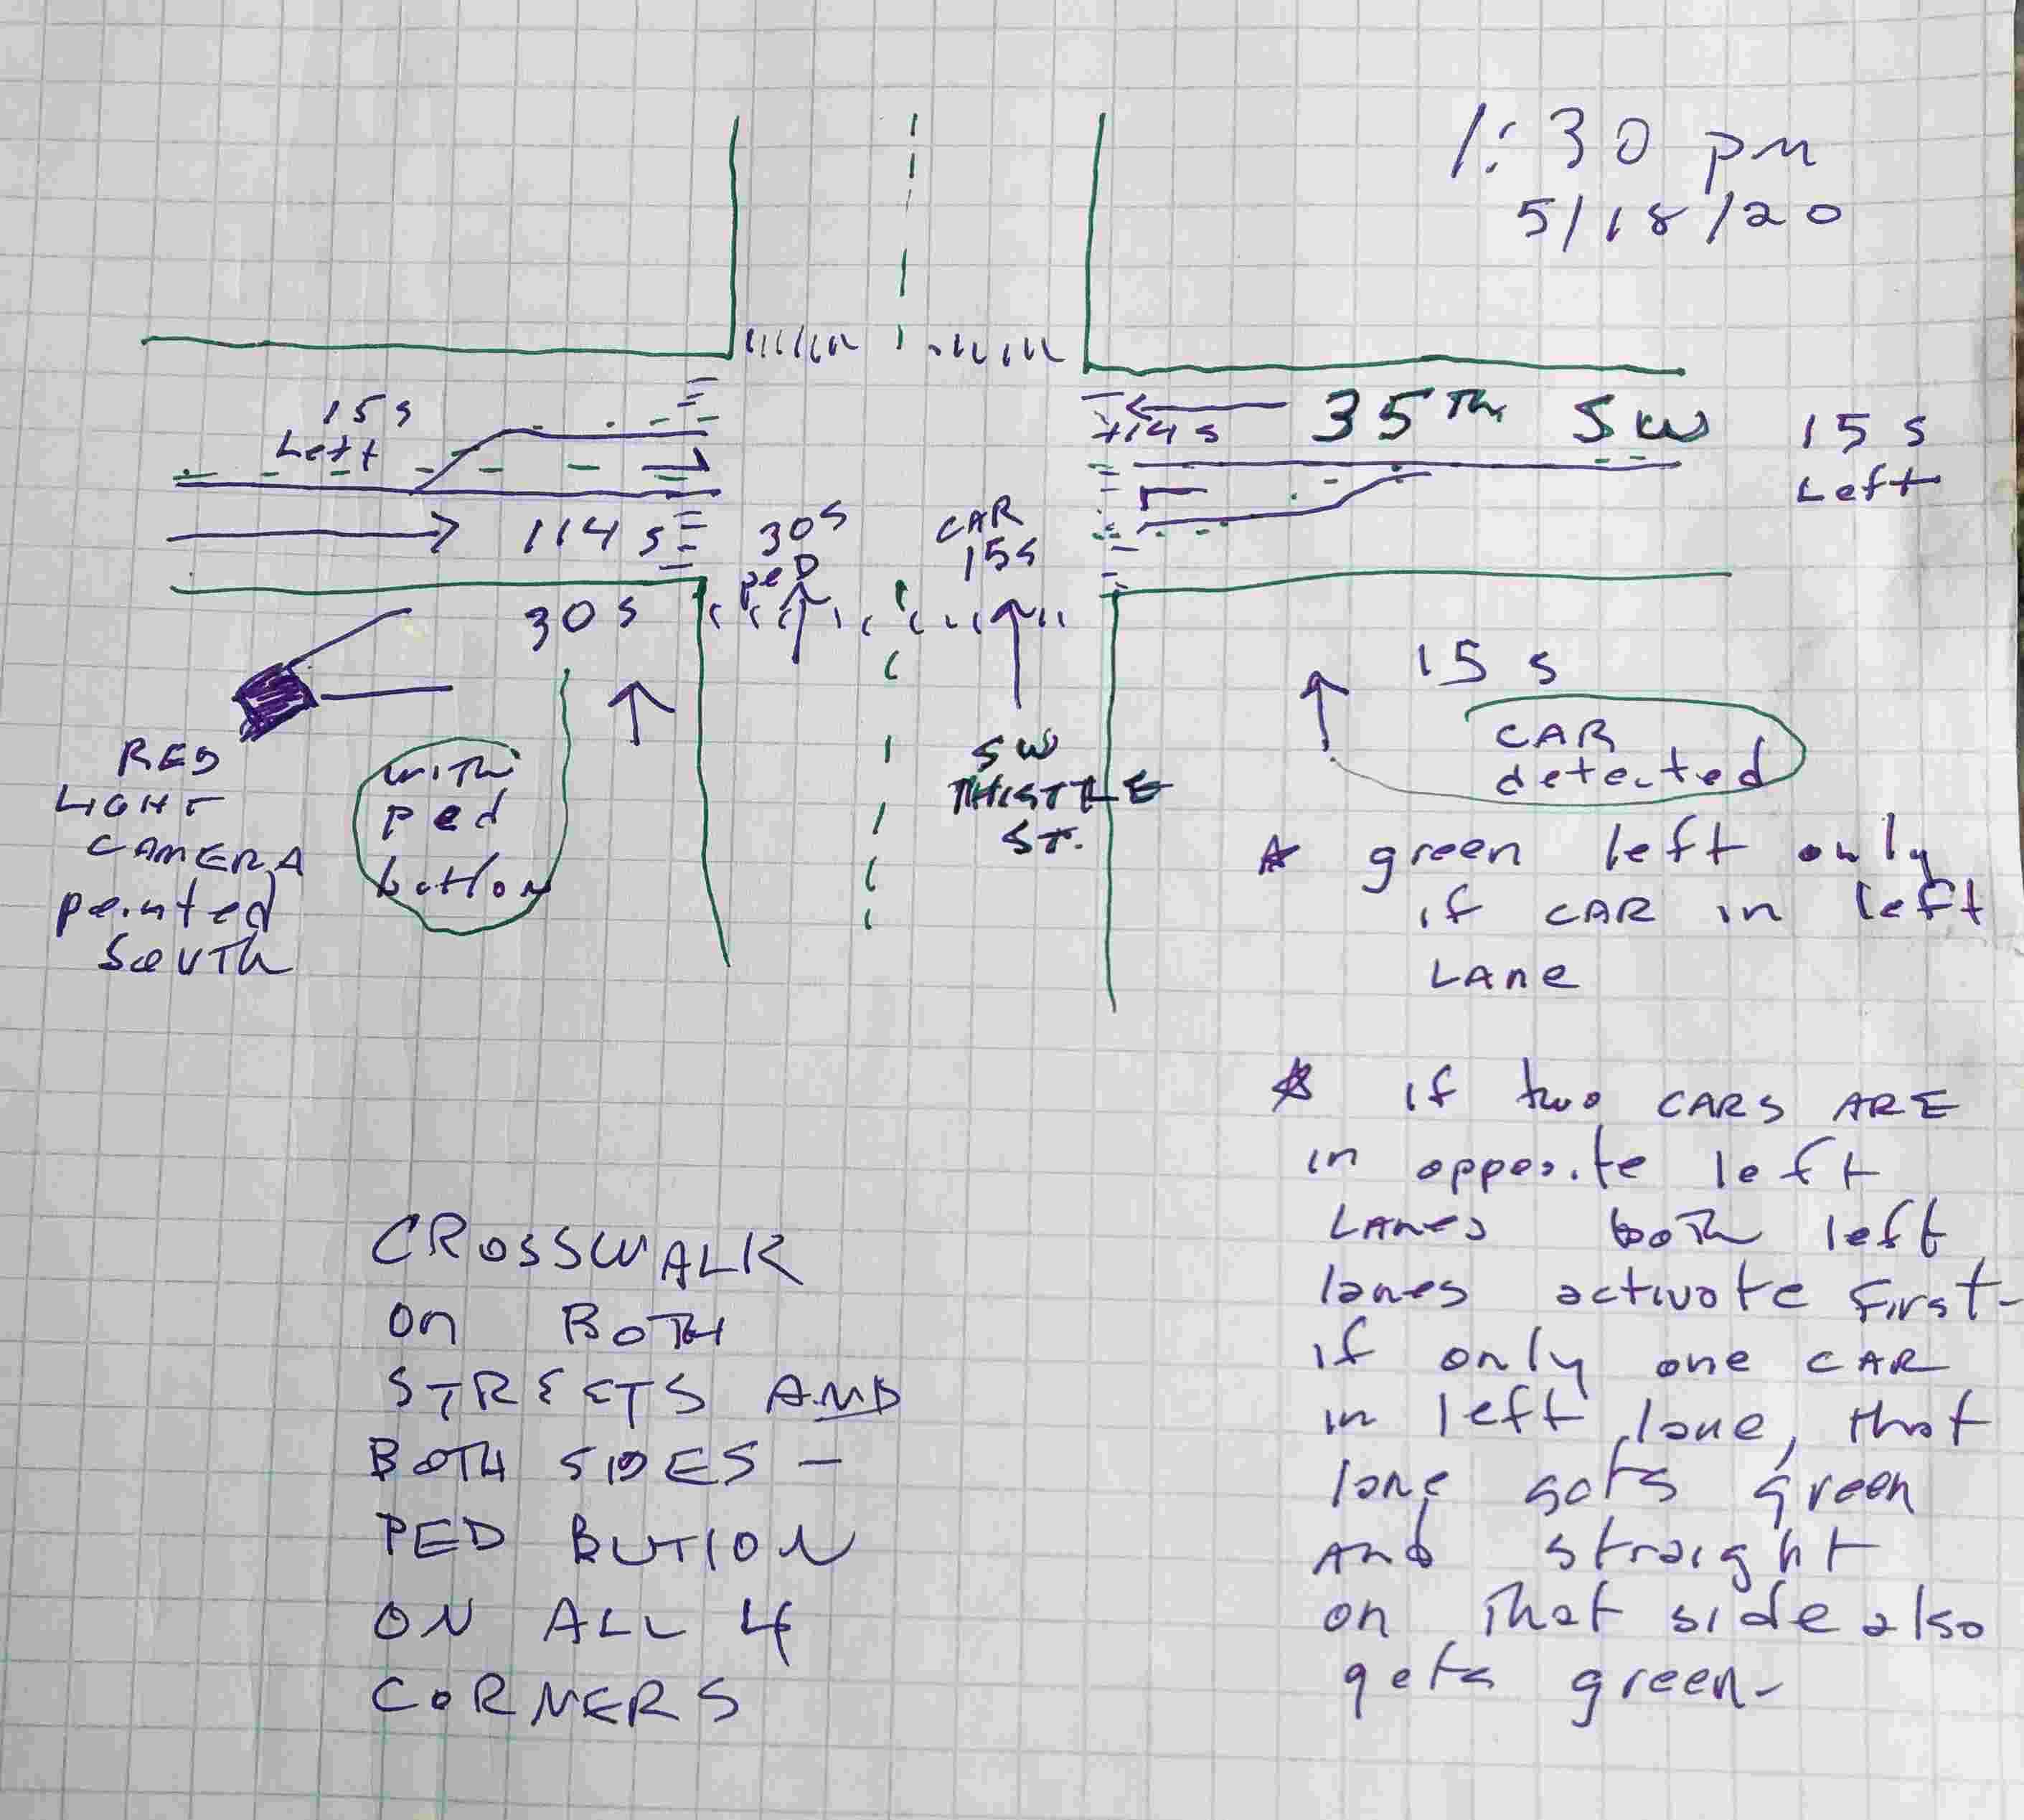 1:30 pm
5/18/20
15s
Left
114s
35Th SW
15 s
Left
114 s
30s
peD
CAR
15s
30 s
15 s
CAR
detected
SW
THISTLE
ST.
RED
LIGHT
CAMERA
pointed
SouTh
with
ped
button
* green left only
if CAR in left
LAne
* if two CARS ARE
in opposite left
LAnes both left
lanes activate first-
if only one CAR
in left lane, that
lane gets green
And straight
on That side also
gets green-
CROSSWALK
On BOTH
STREETS AND
BOTH SIDES -
PED BUTTON
ON ALL 4
CORNERS